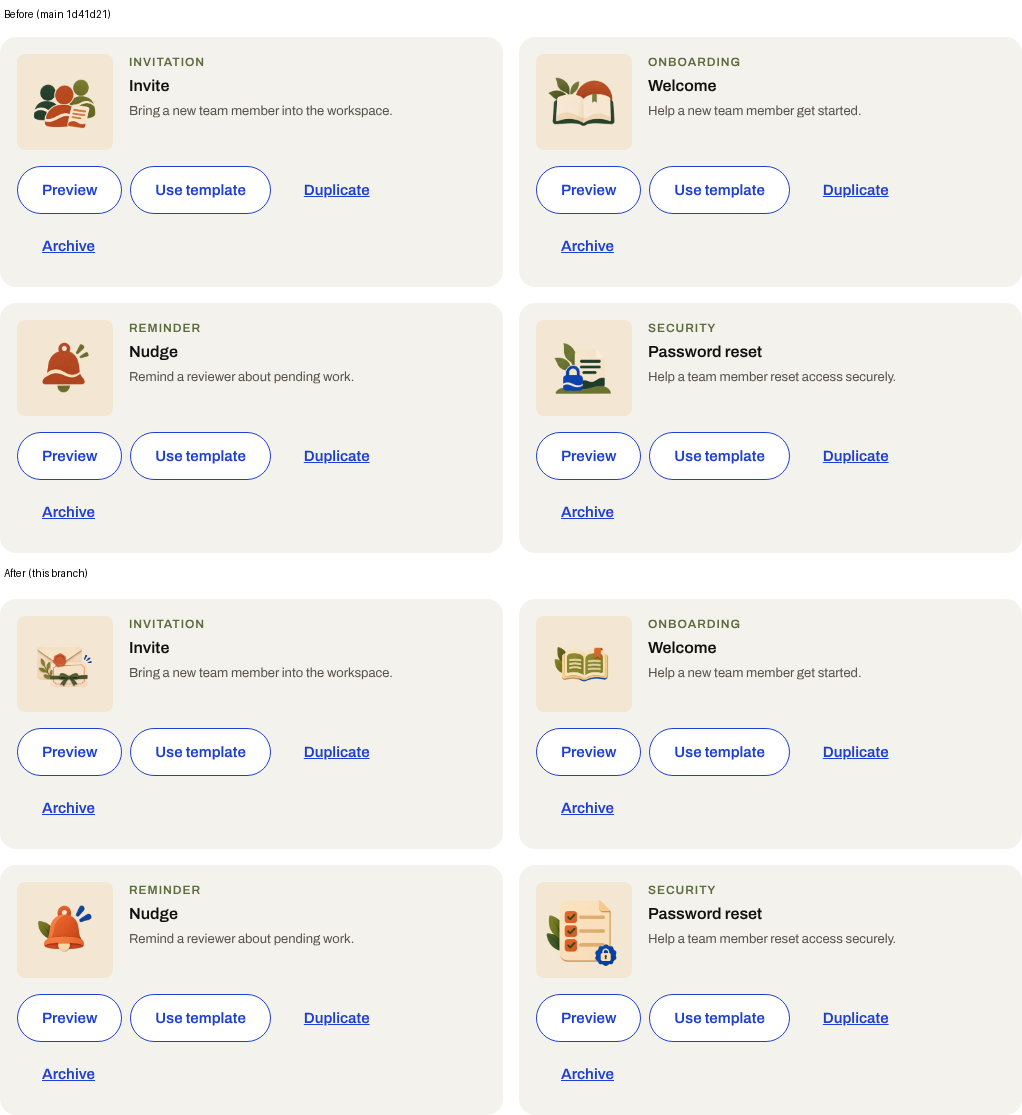 Before (main 1d41d21)
INVITATION
Invite
Bring a new team member into the workspace.
Preview
Use template
Duplicate
Archive
ONBOARDING
Welcome
Help a new team member get started.
Preview
Use template
Duplicate
Archive
REMINDER
Nudge
Remind a reviewer about pending work.
Preview
Use template
Duplicate
Archive
SECURITY
Password reset
Help a team member reset access securely.
Preview
Use template
Duplicate
Archive
After (this branch)
INVITATION
Invite
Bring a new team member into the workspace.
Preview
Use template
Duplicate
Archive
ONBOARDING
Welcome
Help a new team member get started.
Preview
Use template
Duplicate
Archive
REMINDER
Nudge
Remind a reviewer about pending work.
Preview
Use template
Duplicate
Archive
SECURITY
Password reset
Help a team member reset access securely.
Preview
Use template
Duplicate
Archive